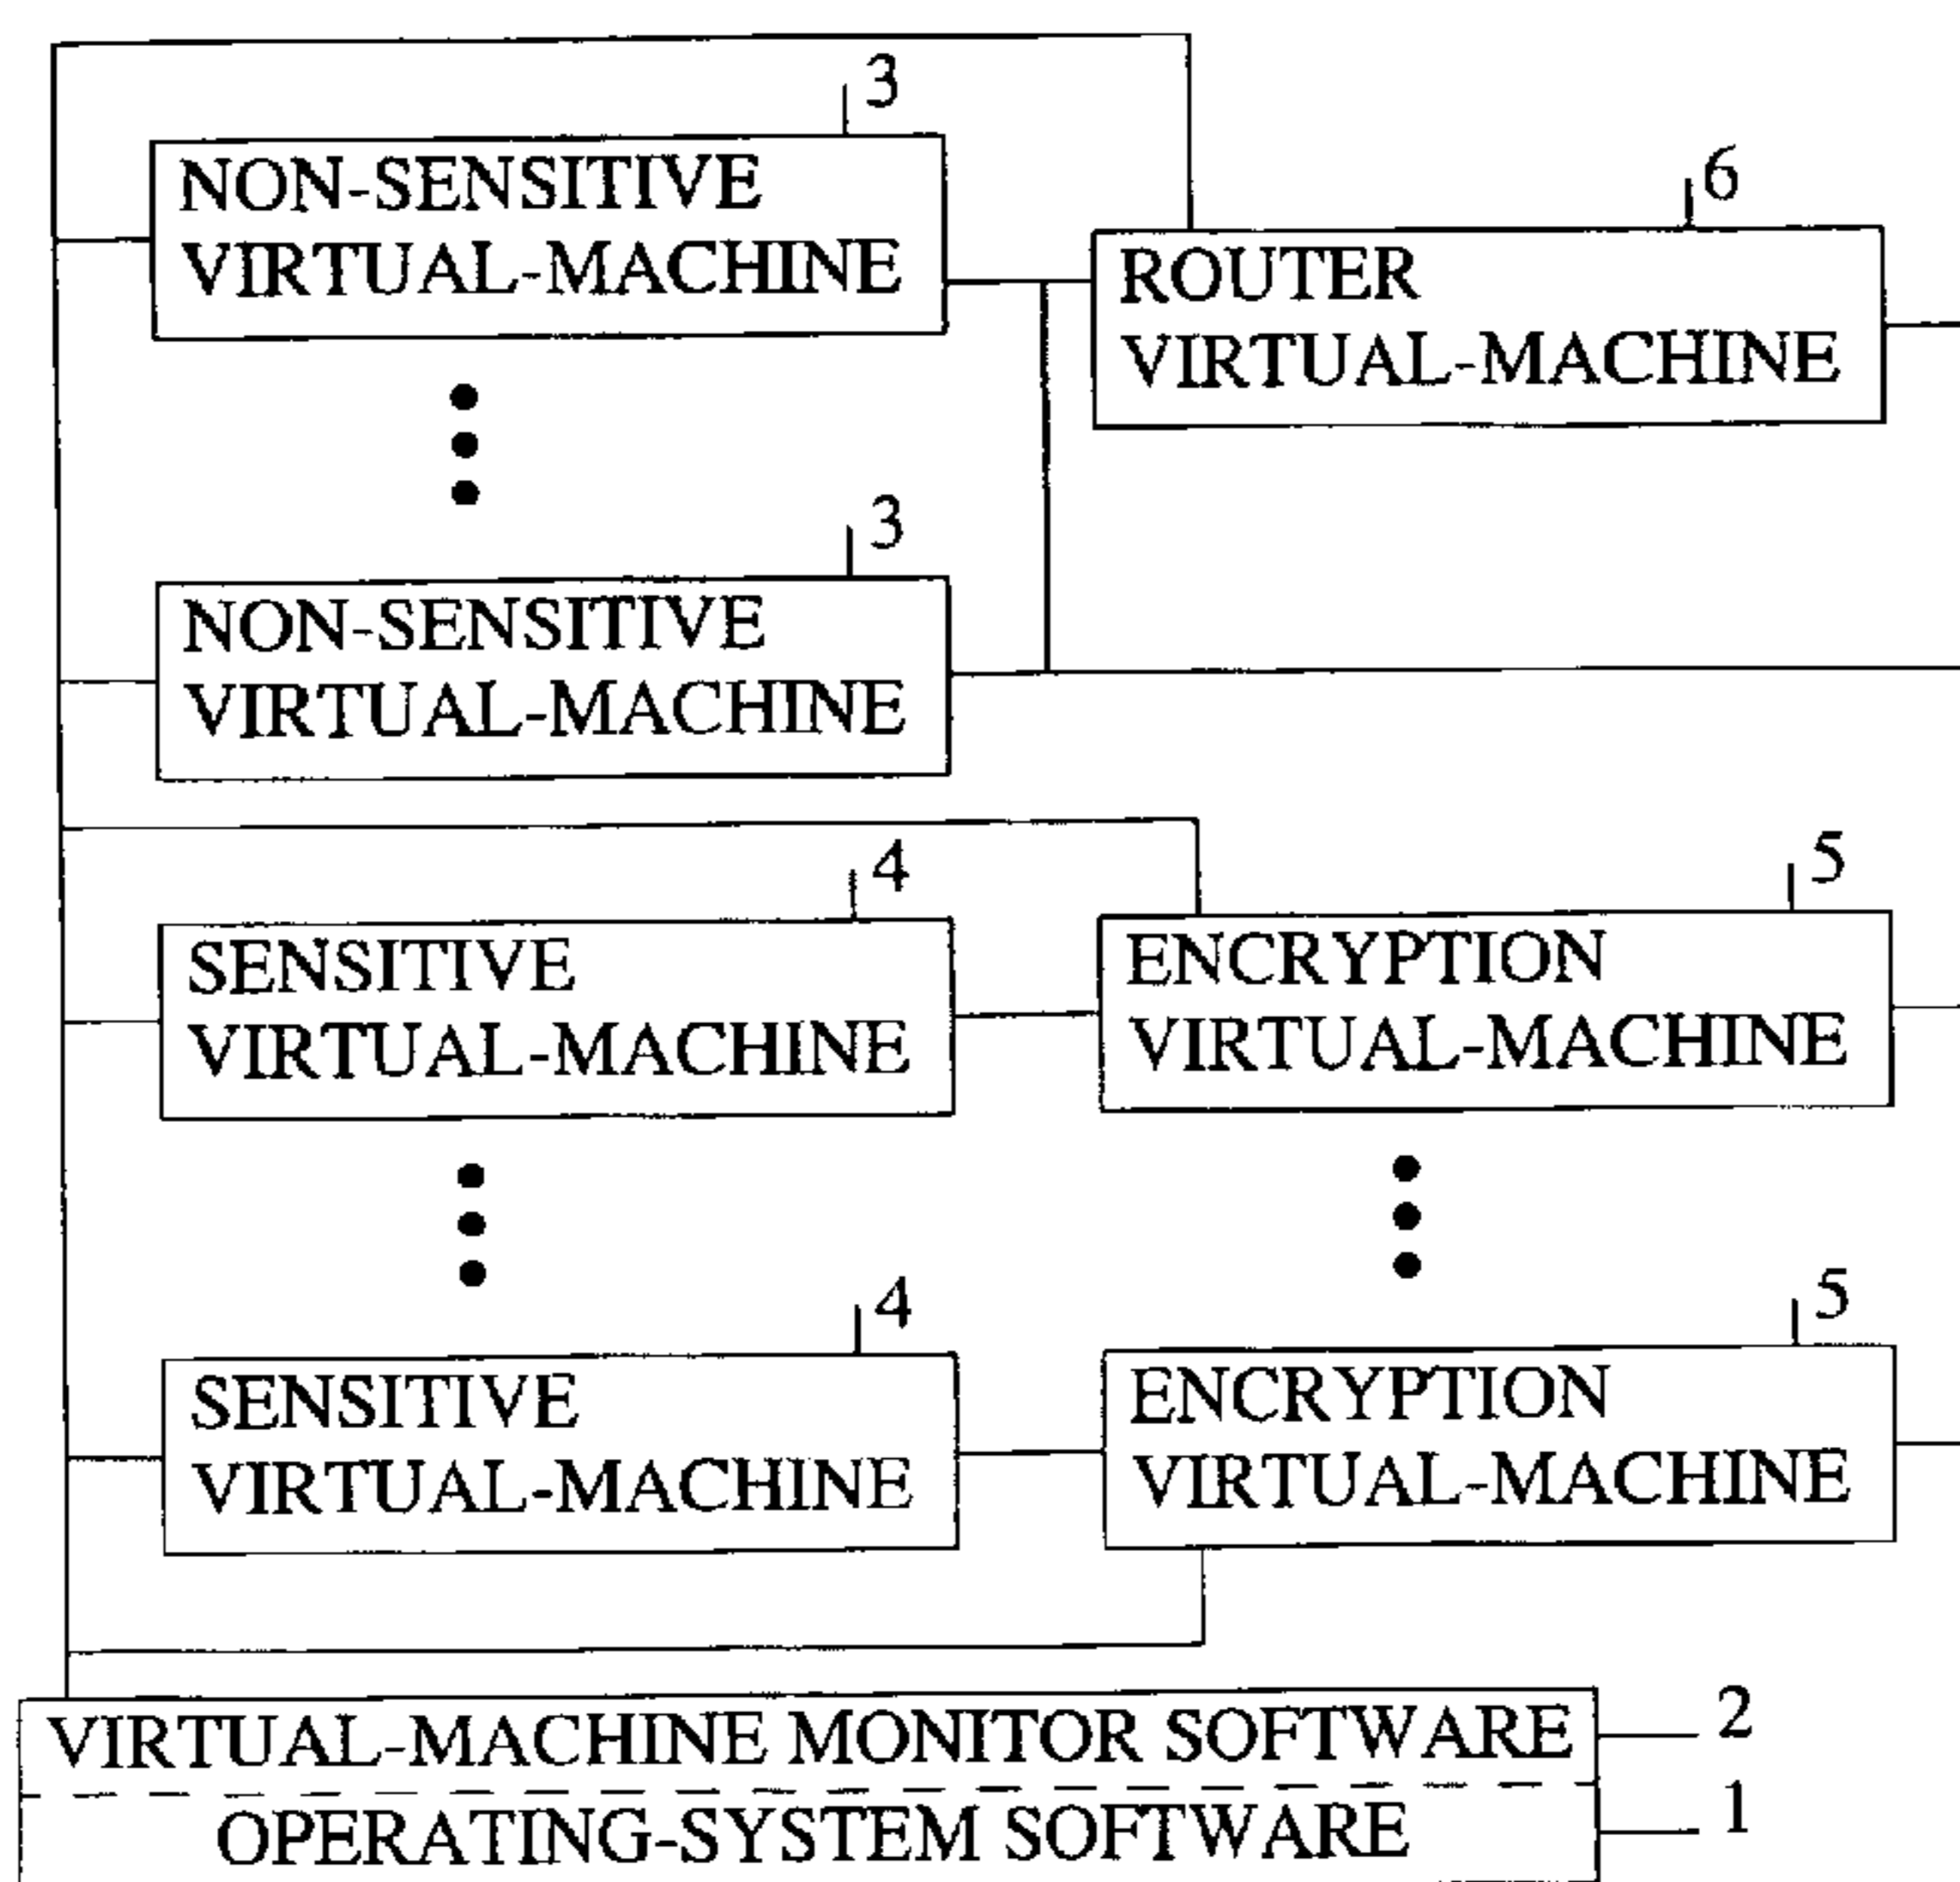 3
NON-SENSITIVE
VIRTUAL-MACHINE
6
ROUTER
VIRTUAL-MACHINE
3
NON-SENSITIVE
VIRTUAL-MACHINE
4
SENSITIVE
VIRTUAL-MACHINE
5
ENCRYPTION
VIRTUAL-MACHINE
4
SENSITIVE
VIRTUAL-MACHINE
5
ENCRYPTION
VIRTUAL-MACHINE
VIRTUAL-MACHINE MONITOR SOFTWARE
2
OPERATING-SYSTEM SOFTWARE
1